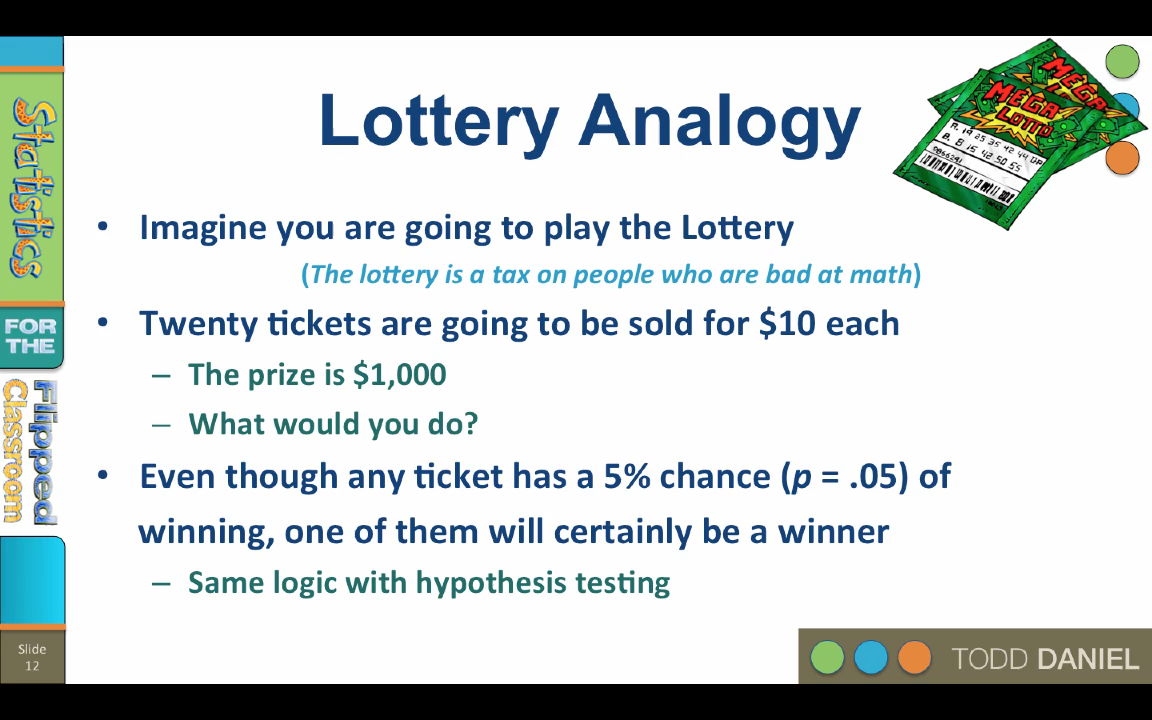 Statistics
FOR
THE
Flipped
Classroom
Slide
12
Lottery Analogy
MEGA
MEGA
LOTTO
• Imagine you are going to play the Lottery
(The lottery is a tax on people who are bad at math)
• Twenty tickets are going to be sold for $10 each
– The prize is $1,000
– What would you do?
• Even though any ticket has a 5% chance (p = .05) of
winning, one of them will certainly be a winner
– Same logic with hypothesis testing
TODD DANIEL